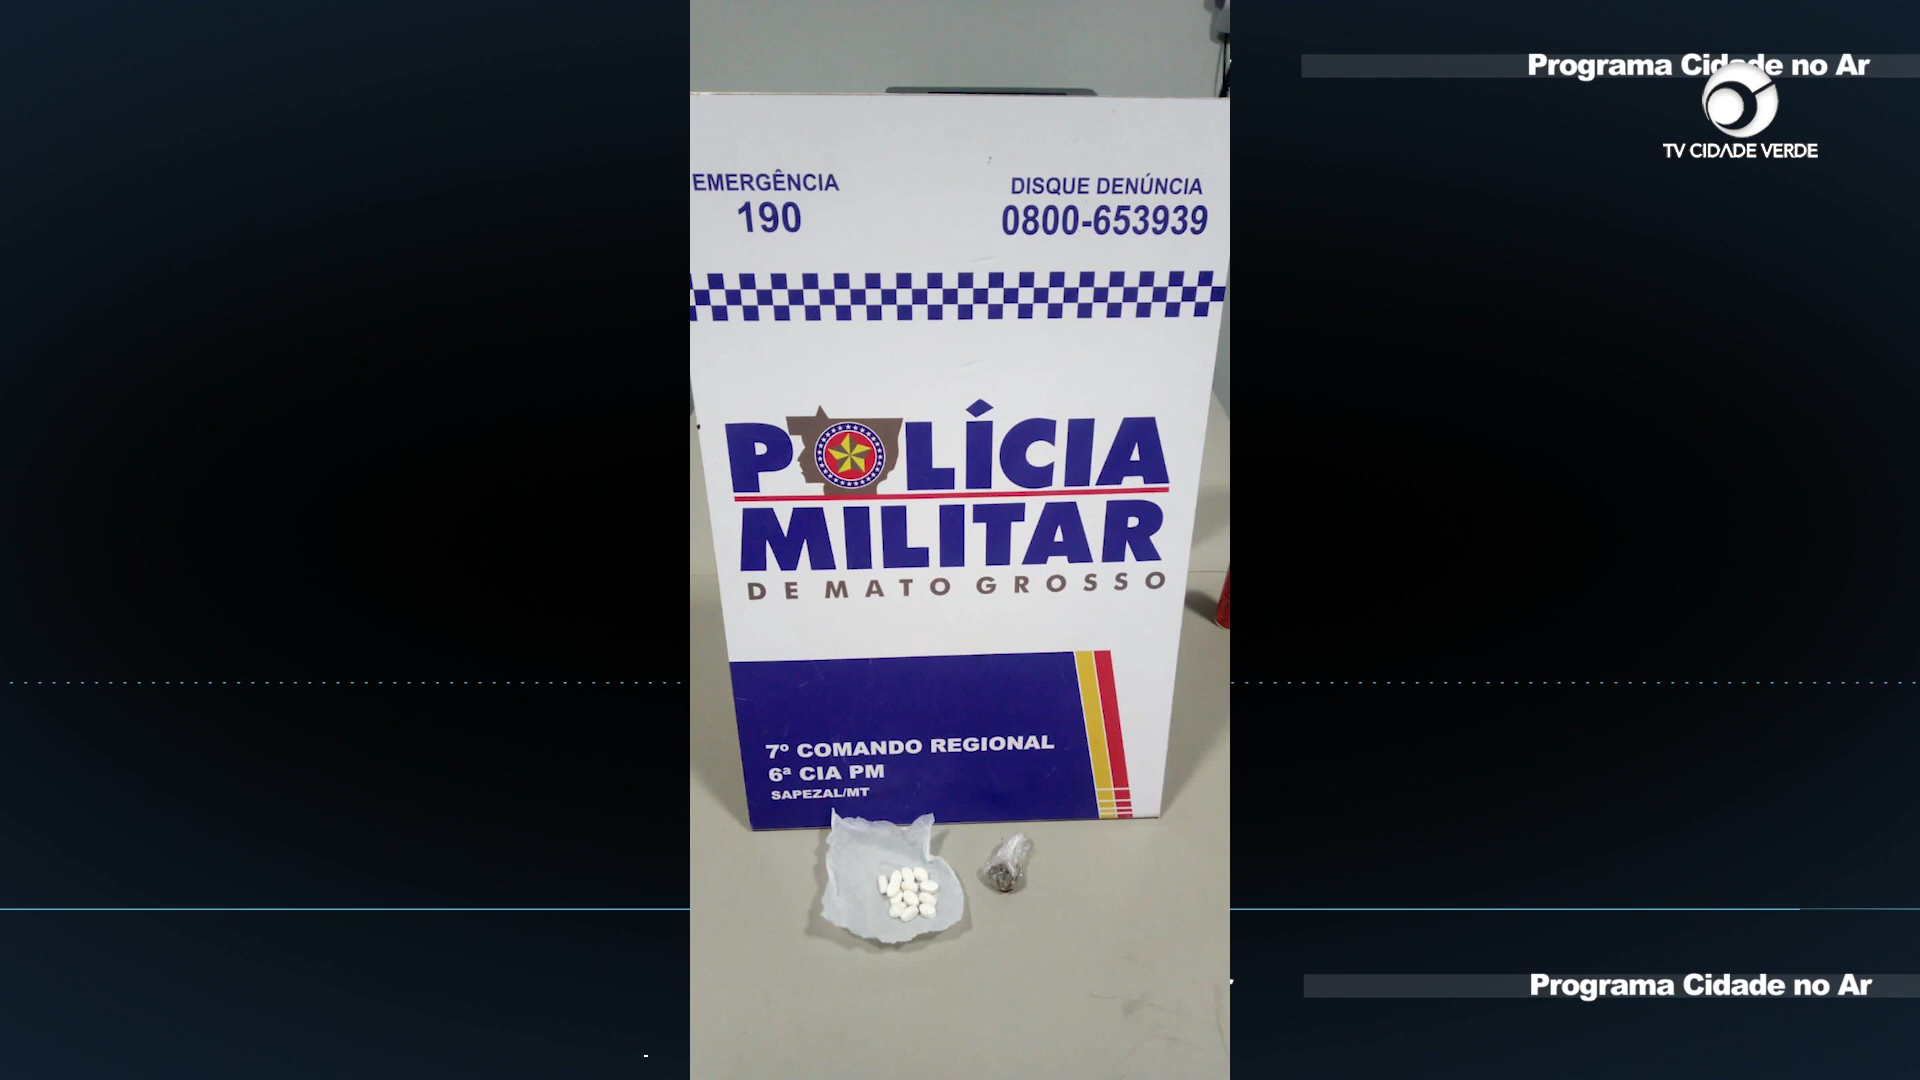 Programa Cidade no Ar
TV CIDADE VERDE
EMERGÊNCIA
190
DISQUE DENÚNCIA
0800-653939
POLÍCIA
MILITAR
DE MATO GROSSO
7º COMANDO REGIONAL
6ª CIA PM
SAPEZAL/MT
Programa Cidade no Ar